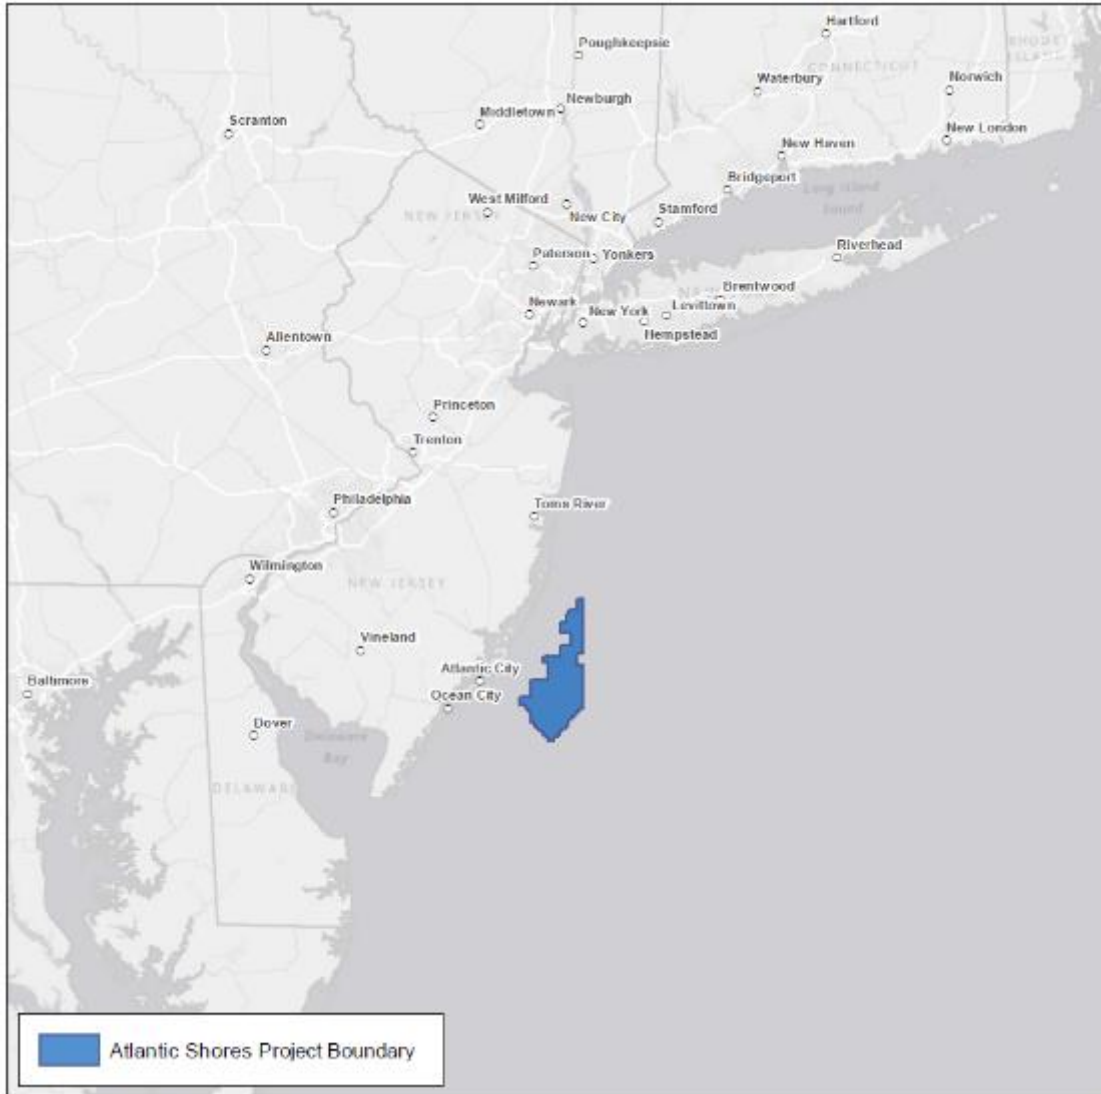 Hartford
Poughkeepsie
RHODE
ISLAND
CONNECTICUT
Waterbury
Norwich
Newburgh
Middletown
Scranton
New London
New Haven
Bridgeport
Long Island
Sound
West Milford
NEW JERSEY
New City
Stamford
Riverhead
Paterson
Yonkers
Brentwood
Newark
New York
Levittown
Hempstead
Allentown
Princeton
Trenton
Philadelphia
Toms River
Wilmington
NEW JERSEY
Vineland
Atlantic City
Baltimore
Ocean City
Dover
Delaware
Bay
DELAWARE
Atlantic Shores Project Boundary